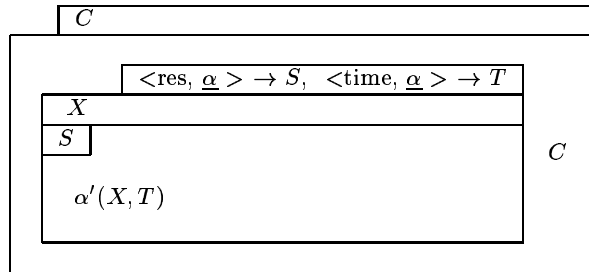 C
<res, α > → S, <time, α > → T
X
S
C
α′(X, T)